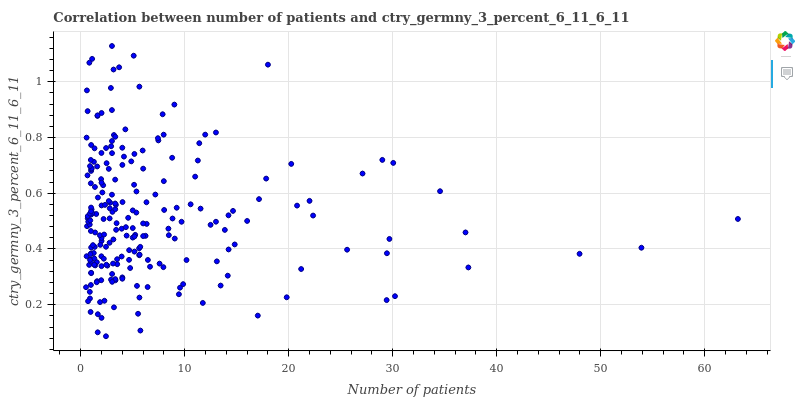 Correlation between number of patients and ctry_germny_3_percent_6_11_6_11
ctry_germny_3_percent_6_11_6_11
1
0.8
0.6
0.4
0.2
0 10 20 30 40 50 60
Number of patients